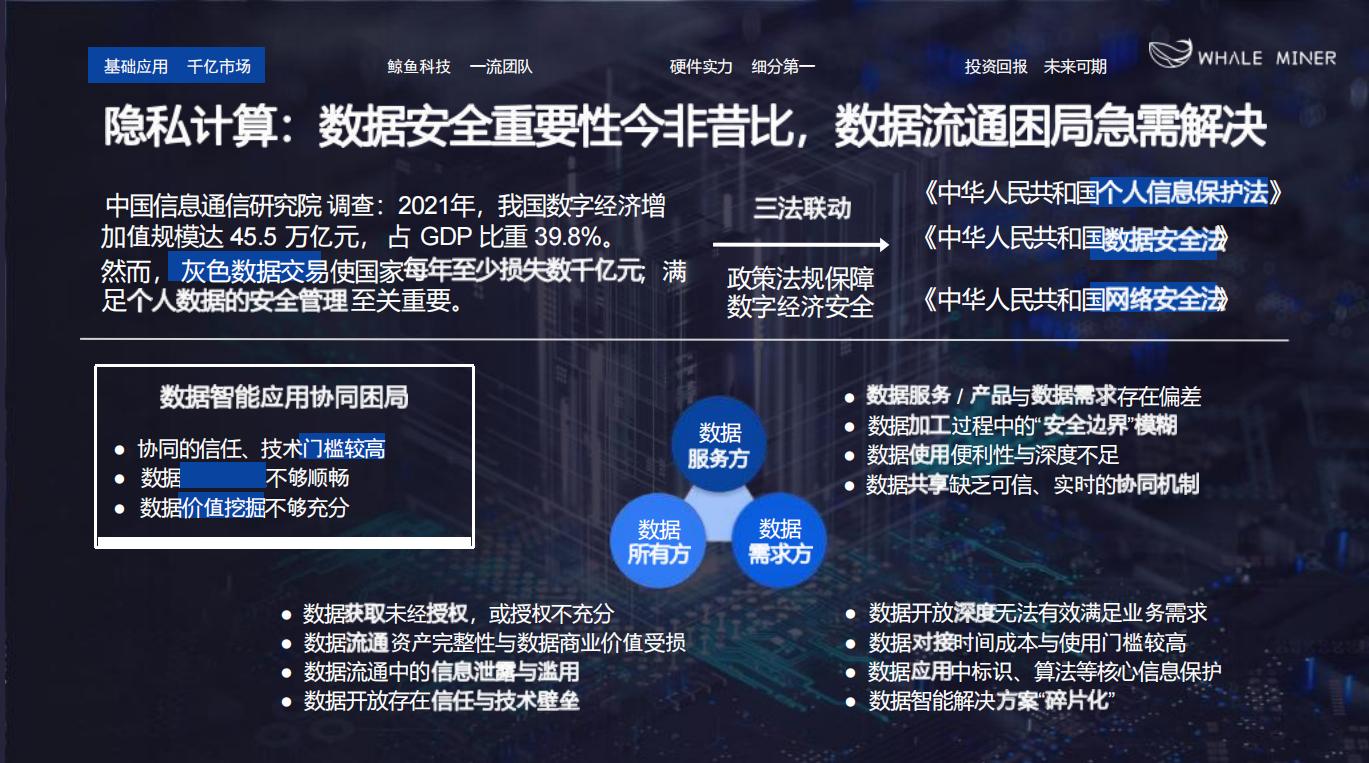 基础应用 千亿市场
鲸鱼科技 一流团队
硬件实力 细分第一
投资回报 未来可期
WHALE MINER
隐私计算：数据安全重要性今非昔比，数据流通困局急需解决
中国信息通信研究院 调查：2021年，我国数字经济增
加值规模达 45.5 万亿元， 占 GDP 比重 39.8%。
然而， 灰色数据交易使国家每年至少损失数千亿元；满
足个人数据的安全管理 至关重要。
三法联动
政策法规保障
数字经济安全
《中华人民共和国个人信息保护法》
《中华人民共和国数据安全法》
《中华人民共和国网络安全法》
数据智能应用协同困局
● 协同的信任、技术门槛较高
● 数据 不够顺畅
● 数据价值挖掘不够充分
数据
服务方
数据
所有方
数据
需求方
● 数据服务 / 产品与数据需求存在偏差
● 数据加工过程中的“安全边界”模糊
● 数据使用便利性与深度不足
● 数据共享缺乏可信、实时的协同机制
● 数据获取未经授权，或授权不充分
● 数据流通 资产完整性与数据商业价值受损
● 数据流通中的信息泄露与滥用
● 数据开放存在信任与技术壁垒
● 数据开放深度无法有效满足业务需求
● 数据对接时间成本与使用门槛较高
● 数据应用中标识、算法等核心信息保护
● 数据智能解决方案“碎片化”